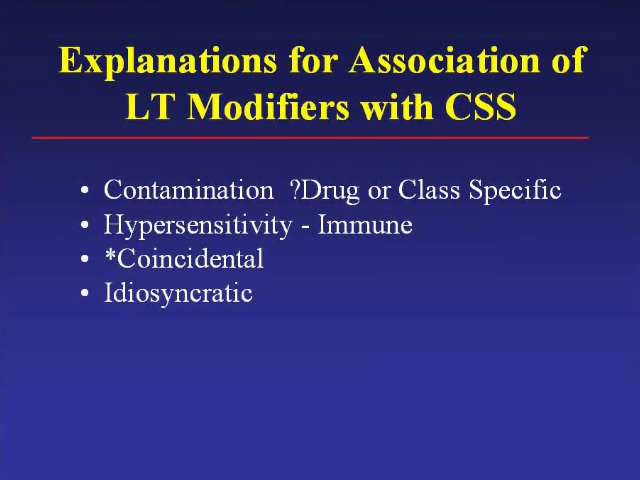 Explanations for Association of
LT Modifiers with CSS
• Contamination ?Drug or Class Specific
• Hypersensitivity - Immune
• *Coincidental
• Idiosyncratic